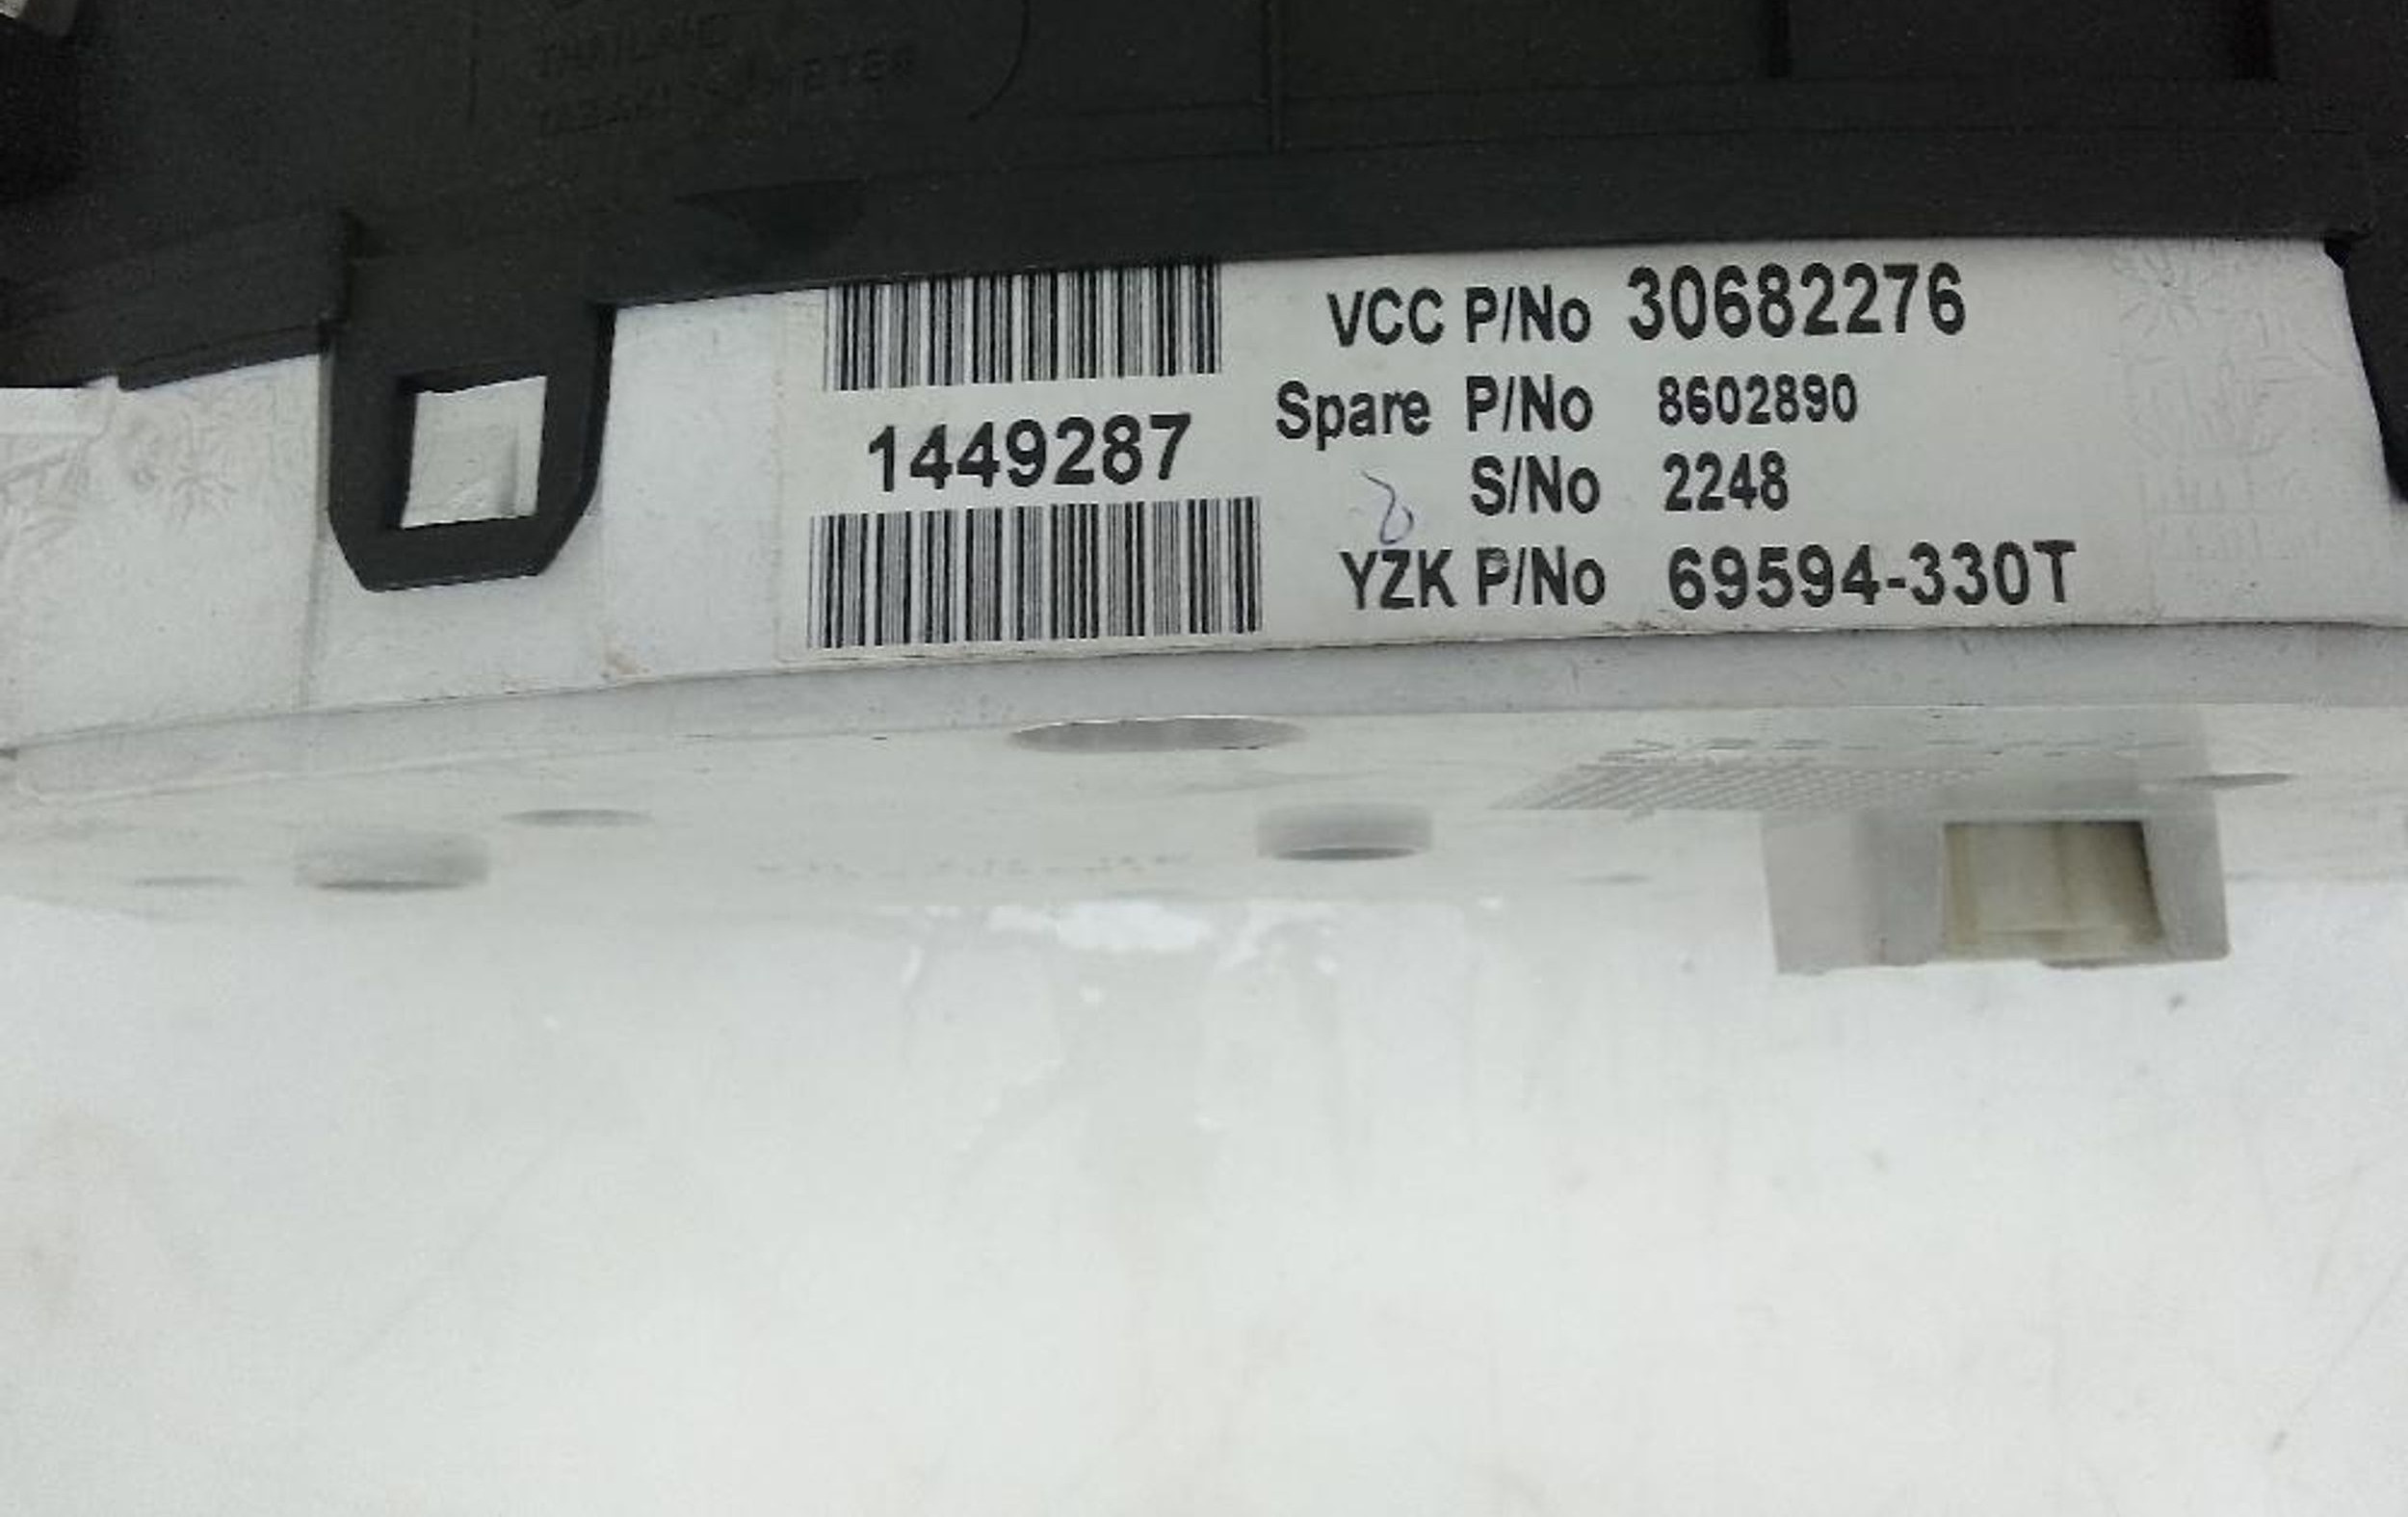 1449287
VCC P/No 30682276
Spare P/No 8602890
S/No 2248
YZK P/No 69594-330T